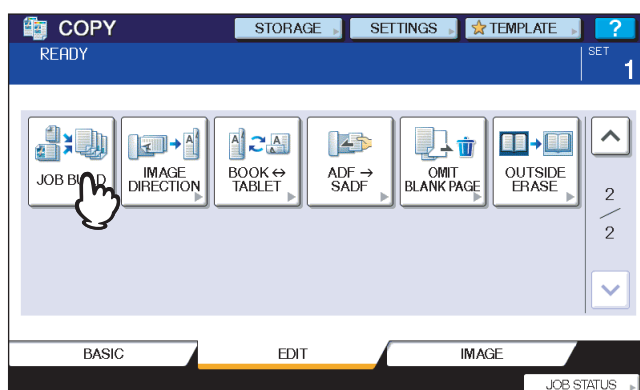 COPY
STORAGE
SETTINGS
TEMPLATE
?
READY
SET
1
JOB BUILD
IMAGE
DIRECTION
BOOK ↔
TABLET
ADF →
SADF
OMIT
BLANK PAGE
OUTSIDE
ERASE
2
/
2
BASIC
EDIT
IMAGE
JOB STATUS